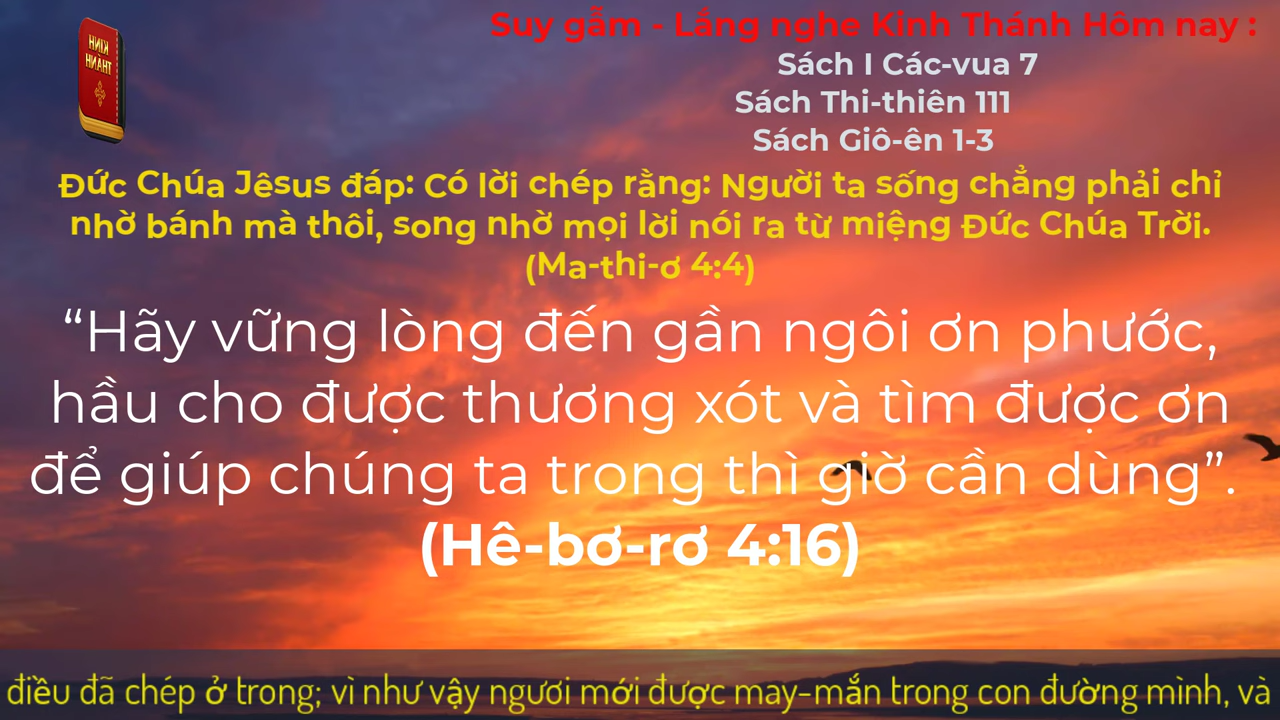 Suy gẫm - Lắng nghe Kinh Thánh Hôm nay :
KINH
THÁNH
Sách I Các-vua 7
Sách Thi-thiên 111
Sách Giô-ên 1-3
Đức Chúa Jêsus đáp: Có lời chép rằng: Người ta sống chẳng phải chỉ
nhờ bánh mà thôi, song nhờ mọi lời nói ra từ miệng Đức Chúa Trời.
(Ma-thi-ơ 4:4)
“Hãy vững lòng đến gần ngôi ơn phước,
hầu cho được thương xót và tìm được ơn
để giúp chúng ta trong thì giờ cần dùng”.
(Hê-bơ-rơ 4:16)
điều đã chép ở trong; vì như vậy ngươi mới được may-mắn trong con đường mình, và